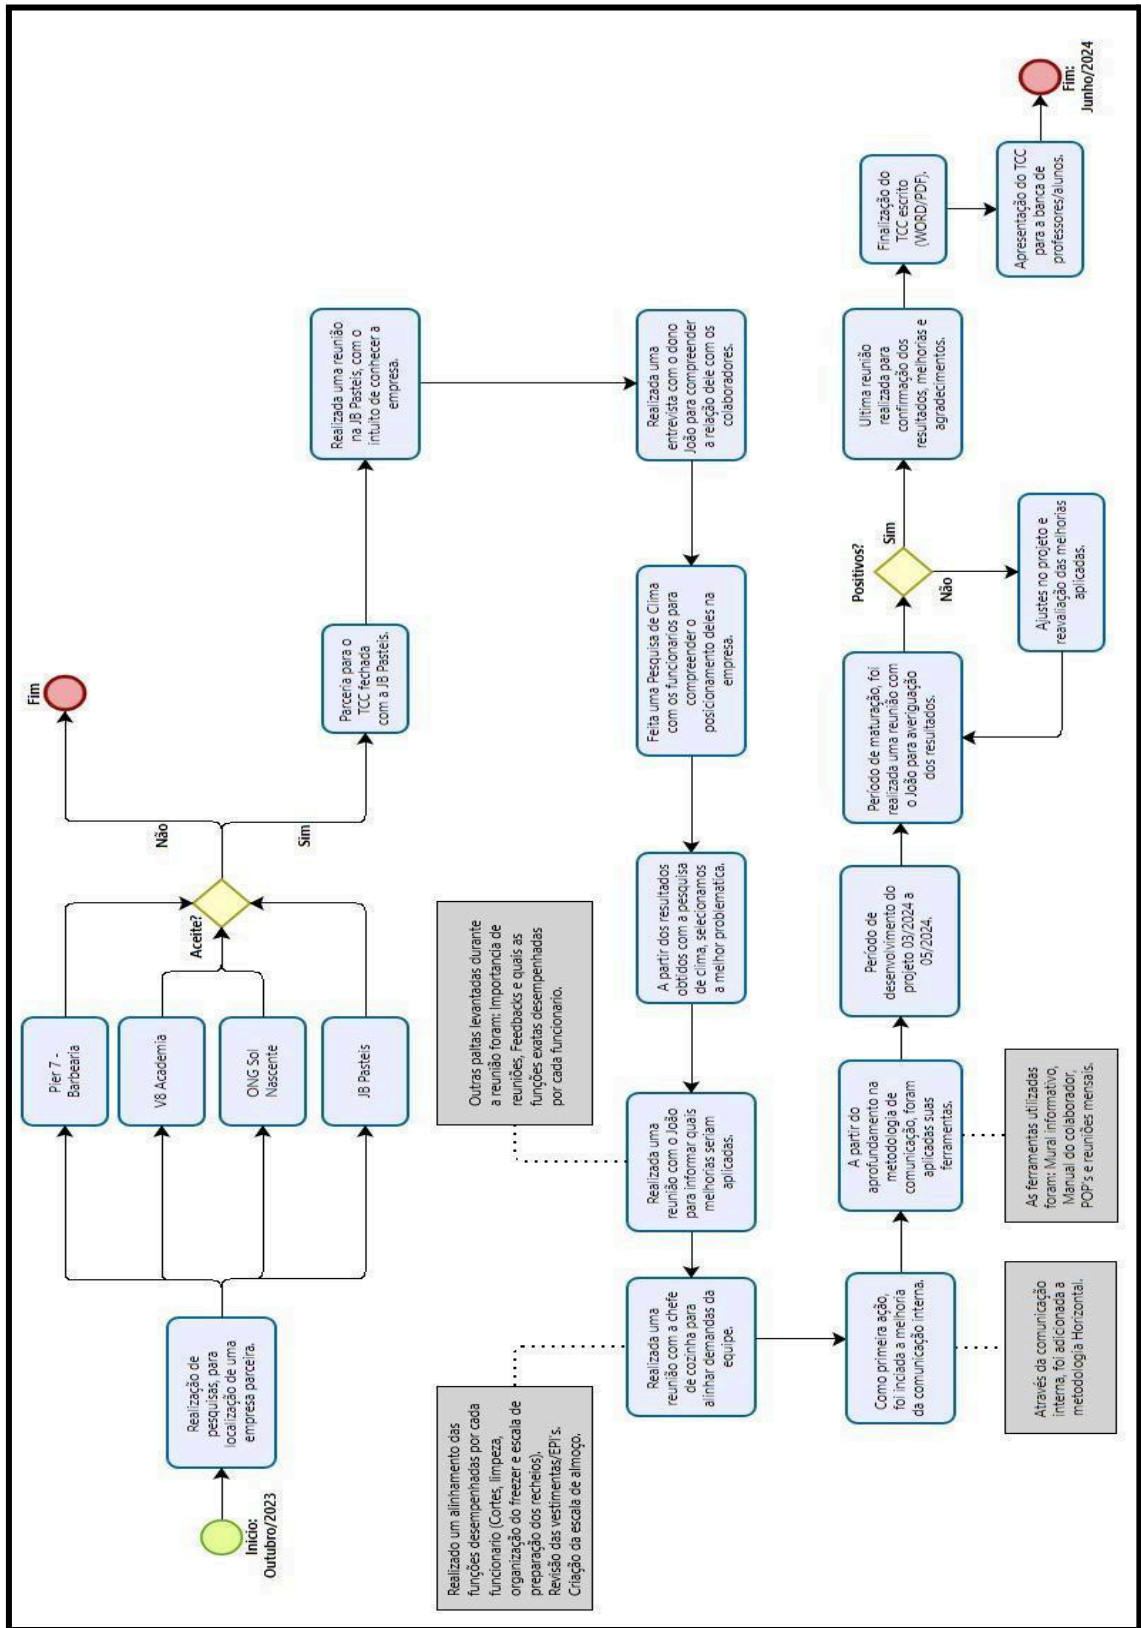 Início:
Outubro/2023
Realização de
pesquisas, para
localização de uma
empresa parceira.
Pier 7 -
Barbearia
V8 Academia
ONG Sol
Nascente
JB Pasteis
Aceite?
Não
Sim
Fim
Parceria para o
TCC fechada
com a JB Pasteis.
Realizada uma reunião
na JB Pasteis, com o
intuito de conhecer a
empresa.
Realizada uma
entrevista com o dono
João para compreender
a relação dele com os
colaboradores.
Feita uma Pesquisa de Clima
com os funcionarios para
compreender o
posicionamento deles na
empresa.
A partir dos resultados
obtidos com a pesquisa
de clima, selecionamos
a melhor problematica.
Outras paltas levantadas durante
a reunião foram: Importancia de
reuniões, Feedbacks e quais as
funções exatas desempenhadas
por cada funcionario.
Realizada uma
reunião com o João
para informar quais
melhorias seriam
aplicadas.
Realizado um alinhamento das
funções desempenhadas por cada
funcionario (Cortes, limpeza,
organização do freezer e escala de
preparação dos recheios).
Revisão das vestimentas/EPI's.
Criação da escala de almoço.
Realizada uma
reunião com a chefe
de cozinha para
alinhar demandas da
equipe.
Como primeira ação,
foi inciada a melhoria
da comunicação interna.
Através da comunicação
interna, foi adicionada a
metodologia Horizontal.
A partir do
aprofundamento na
metodologia de
comunicação, foram
aplicadas suas
ferramentas.
As ferramentas utilizadas
foram: Mural informativo,
Manual do colaborador,
POP's e reuniões mensais.
Período de
desenvolvimento do
projeto 03/2024 a
05/2024.
Período de maturação, foi
realizada uma reunião com
o João para averiguação
dos resultados.
Positivos?
Sim
Não
Ajustes no projeto e
reavaliação das melhorias
aplicadas.
Ultima reunião
realizada para
confirmação dos
resultados, melhorias e
agradecimentos.
Finalização do
TCC escrito
(WORD/PDF).
Apresentação do TCC
para a banca de
professores/alunos.
Fim:
Junho/2024